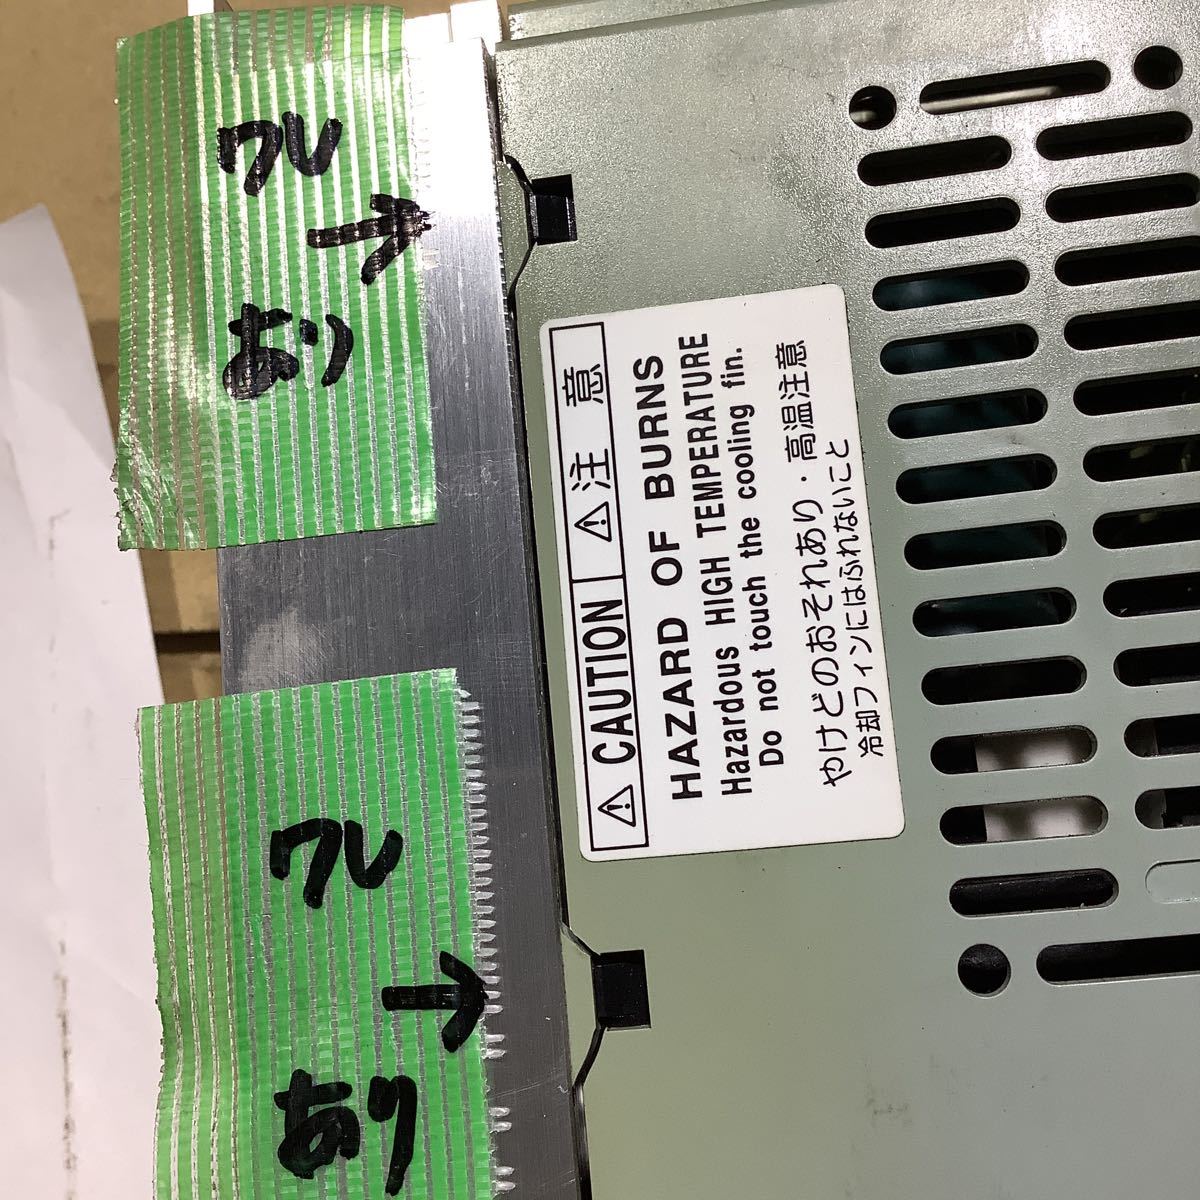 ワレ
→
あり
⚠ CAUTION ⚠ 注 意
HAZARD OF BURNS
Hazardous HIGH TEMPERATURE
Do not touch the cooling fin.
やけどのおそれあり・高温注意
冷却フィンにはふれないこと
ワレ
→
あり